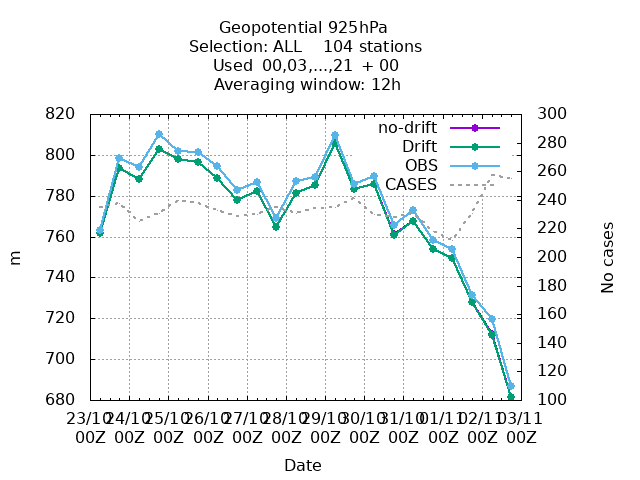 Geopotential 925hPa
Selection: ALL 104 stations
Used 00,03,...,21 + 00
Averaging window: 12h
820 300
no-drift
280
Drift
800
OBS 260
CASES
780 240
220
760
m
200
No cases
740
180
720 160
140
700
120
680 100
23/10 24/10 25/10 26/10 27/10 28/10 29/10 30/10 31/10 01/11 02/11 03/11
00Z 00Z 00Z 00Z 00Z 00Z 00Z 00Z 00Z 00Z 00Z 00Z
Date